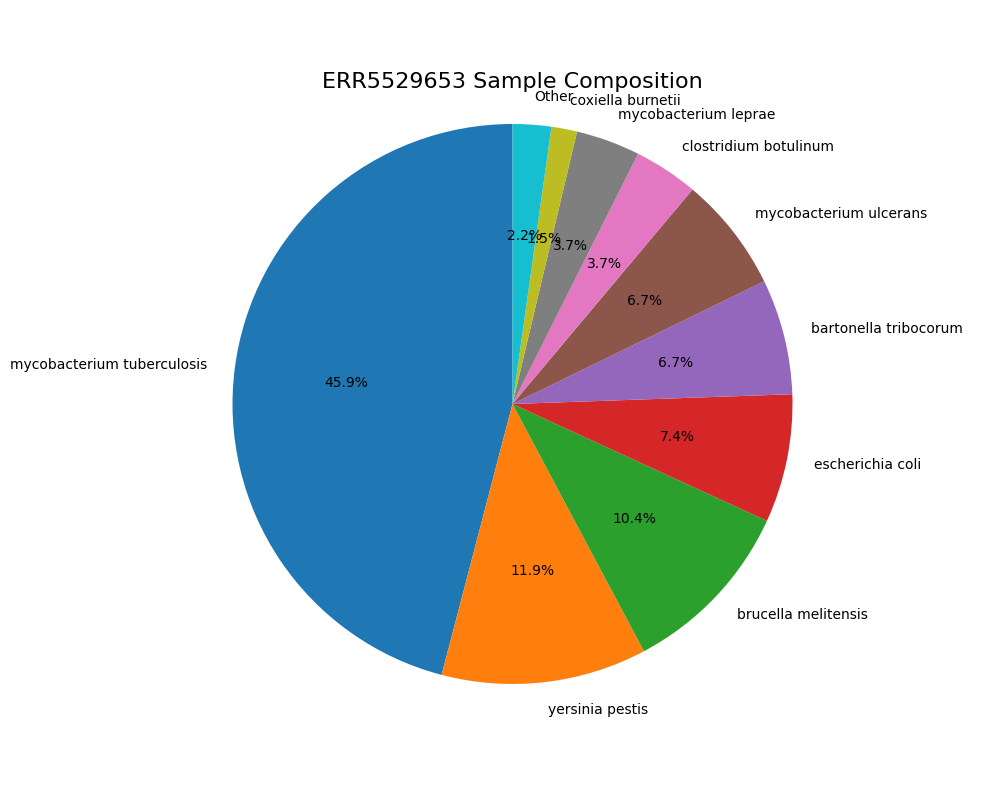 ERR5529653 Sample Composition
Other
coxiella burnetii
mycobacterium leprae
clostridium botulinum
mycobacterium ulcerans
bartonella tribocorum
mycobacterium tuberculosis
escherichia coli
brucella melitensis
yersinia pestis
2.2%
1.5%
3.7%
3.7%
6.7%
6.7%
45.9%
7.4%
10.4%
11.9%